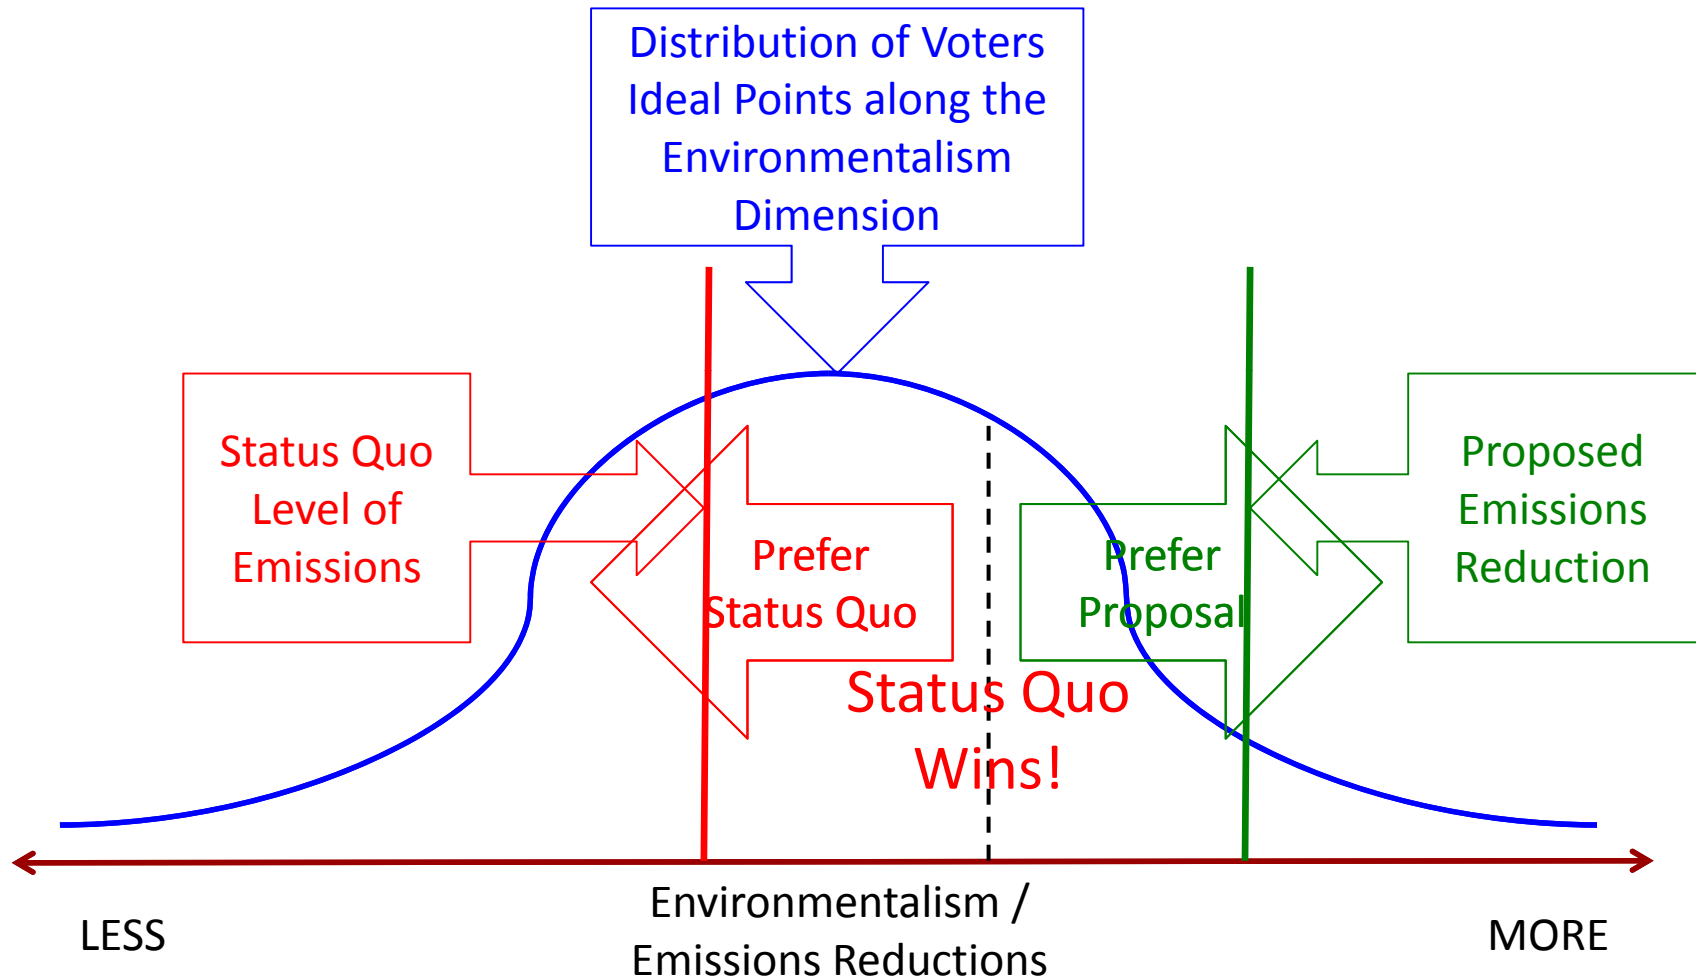 Distribution of Voters
Ideal Points along the
Environmentalism
Dimension
Status Quo
Level of
Emissions
Prefer
Status Quo
Prefer
Proposal
Proposed
Emissions
Reduction
Status Quo
Wins!
LESS
Environmentalism /
Emissions Reductions
MORE